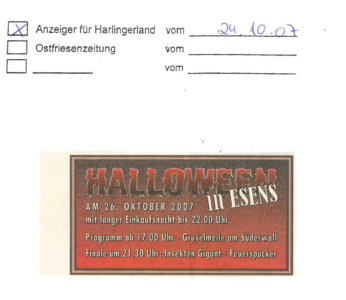 Anzeiger für Harlingerland vom 24.10.07
Ostfriesenzeitung vom
vom
HALLOWEEN
in ESENS
AM 26. OKTOBER 2007
mit langer Einkaufsnacht bis 22.00 Uhr
Programm ab 17.00 Uhr - Gruselmeile am Süderwall
Finale um 21.30 Uhr: Insekten Gigant - Feuerspucker